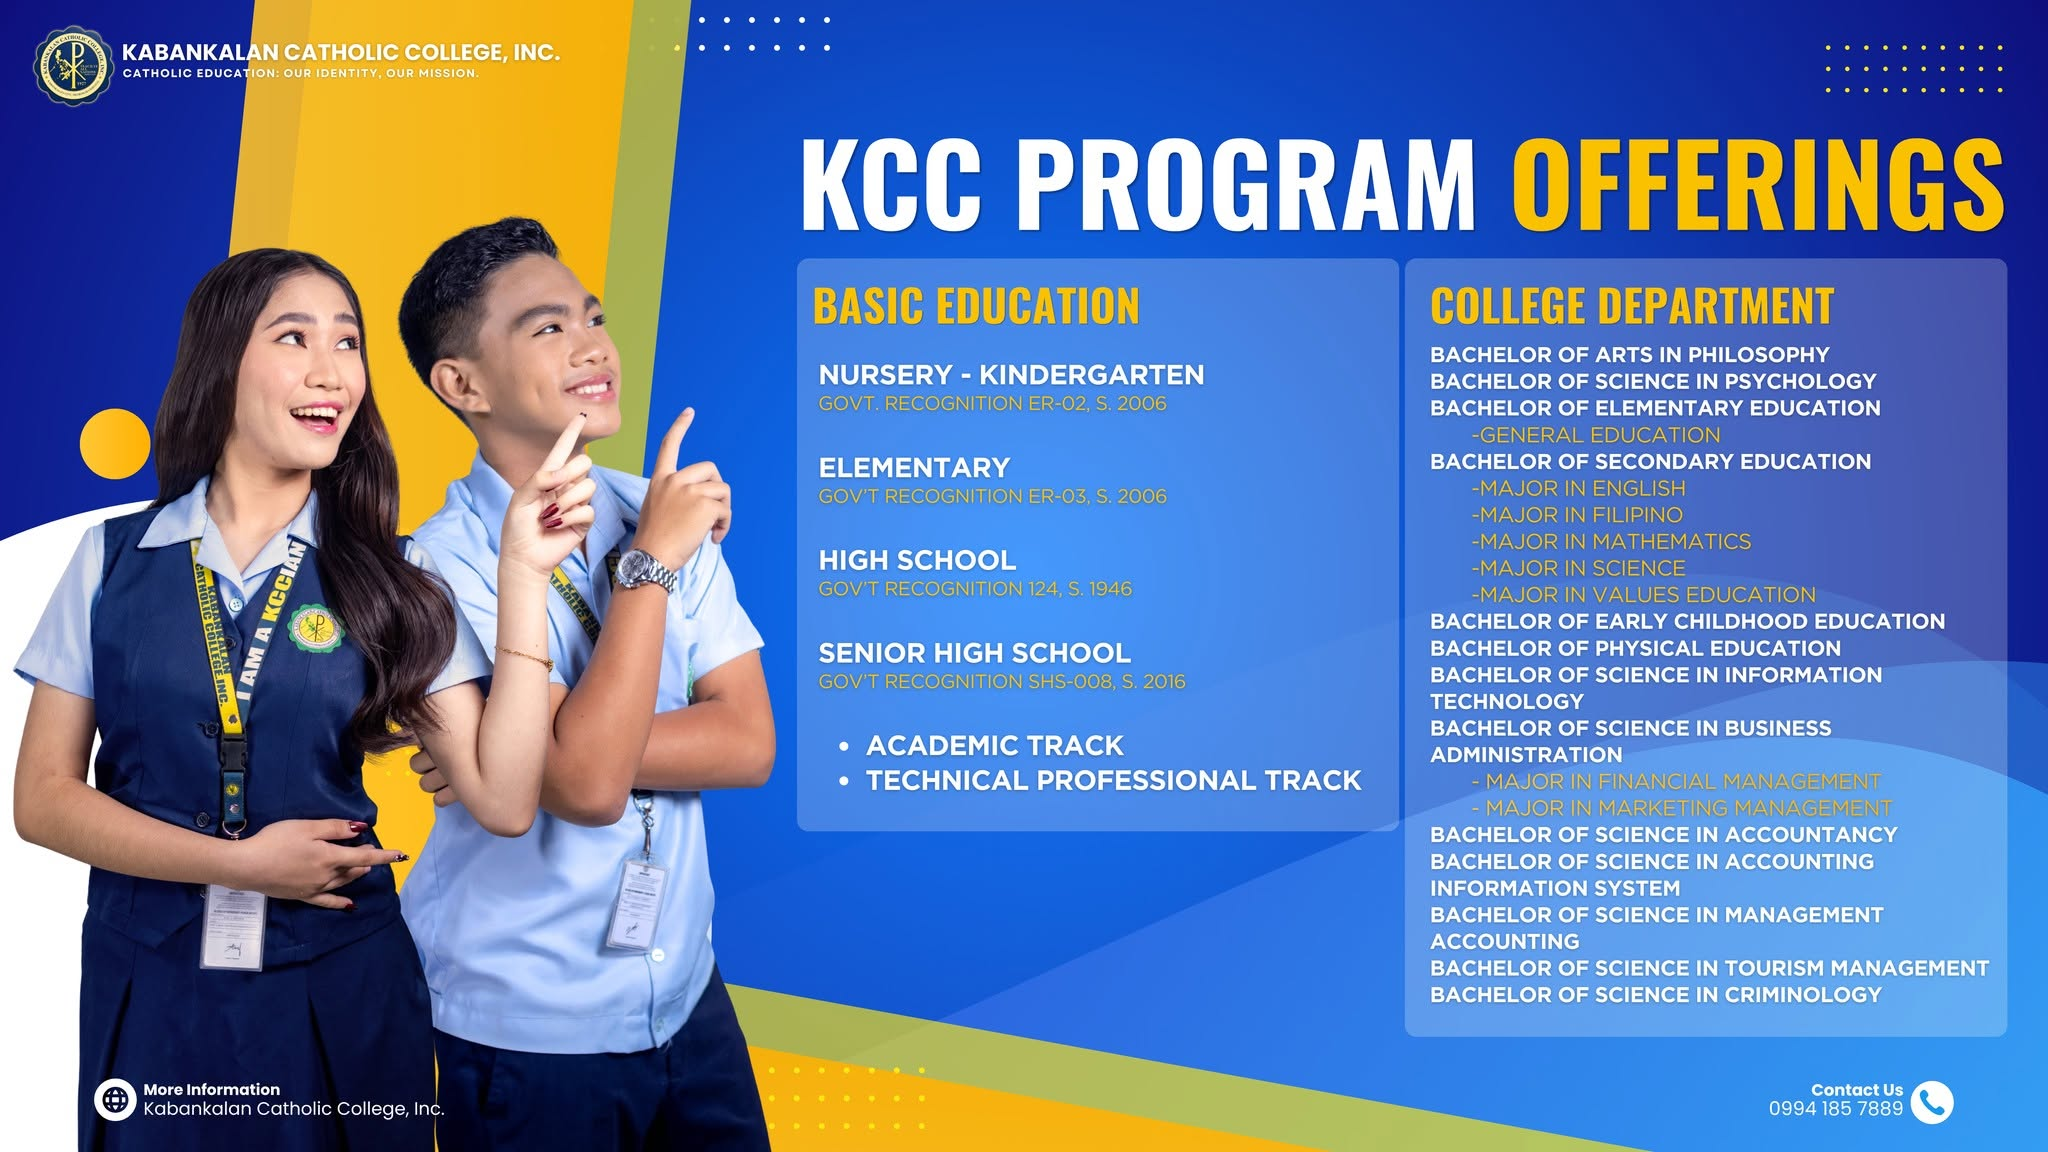 KABANKALAN CATHOLIC COLLEGE, INC.
CATHOLIC EDUCATION: OUR IDENTITY, OUR MISSION.
KCC PROGRAM OFFERINGS
BASIC EDUCATION
NURSERY - KINDERGARTEN
GOVT. RECOGNITION ER-02, S. 2006
ELEMENTARY
GOV'T RECOGNITION ER-03, S. 2006
HIGH SCHOOL
GOV'T RECOGNITION 124, S. 1946
SENIOR HIGH SCHOOL
GOV'T RECOGNITION SHS-008, S. 2016
• ACADEMIC TRACK
• TECHNICAL PROFESSIONAL TRACK
COLLEGE DEPARTMENT
BACHELOR OF ARTS IN PHILOSOPHY
BACHELOR OF SCIENCE IN PSYCHOLOGY
BACHELOR OF ELEMENTARY EDUCATION
-GENERAL EDUCATION
BACHELOR OF SECONDARY EDUCATION
-MAJOR IN ENGLISH
-MAJOR IN FILIPINO
-MAJOR IN MATHEMATICS
-MAJOR IN SCIENCE
-MAJOR IN VALUES EDUCATION
BACHELOR OF EARLY CHILDHOOD EDUCATION
BACHELOR OF PHYSICAL EDUCATION
BACHELOR OF SCIENCE IN INFORMATION
TECHNOLOGY
BACHELOR OF SCIENCE IN BUSINESS
ADMINISTRATION
- MAJOR IN FINANCIAL MANAGEMENT
- MAJOR IN MARKETING MANAGEMENT
BACHELOR OF SCIENCE IN ACCOUNTANCY
BACHELOR OF SCIENCE IN ACCOUNTING
INFORMATION SYSTEM
BACHELOR OF SCIENCE IN MANAGEMENT
ACCOUNTING
BACHELOR OF SCIENCE IN TOURISM MANAGEMENT
BACHELOR OF SCIENCE IN CRIMINOLOGY
KABANKALAN
CATHOLIC COLLEGE INC.
I AM A KCCIAN
CATHOLIC COLLEGE
More Information
Kabankalan Catholic College, Inc.
Contact Us
0994 185 7889